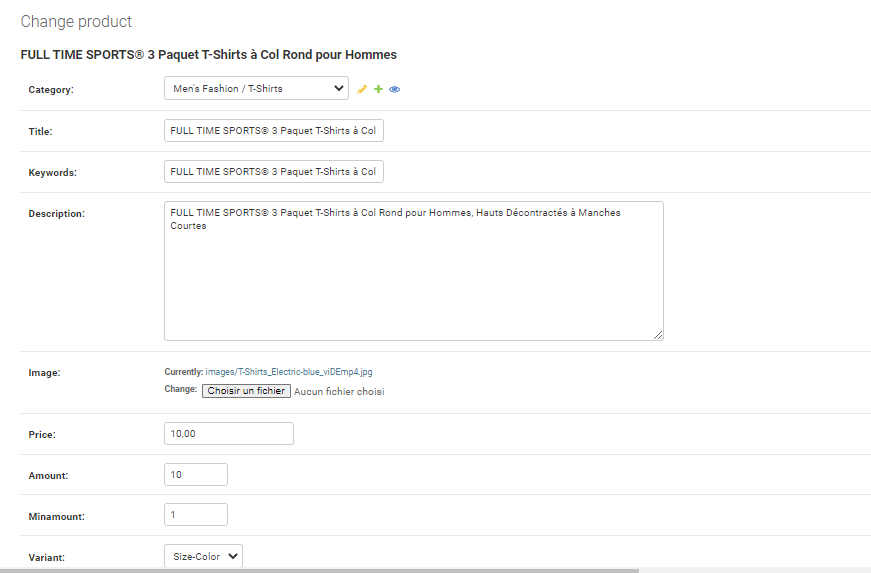 Change product
FULL TIME SPORTS® 3 Paquet T-Shirts à Col Rond pour Hommes
Category: Men's Fashion / T-Shirts
Title: FULL TIME SPORTS® 3 Paquet T-Shirts à Col
Keywords: FULL TIME SPORTS® 3 Paquet T-Shirts à Col
Description: FULL TIME SPORTS® 3 Paquet T-Shirts à Col Rond pour Hommes, Hauts Décontractés à Manches
Courtes
Image: Currently: images/T-Shirts_Electric-blue_viDEmp4.jpg
Change: Choisir un fichier Aucun fichier choisi
Price: 10,00
Amount: 10
Minamount: 1
Variant: Size-Color